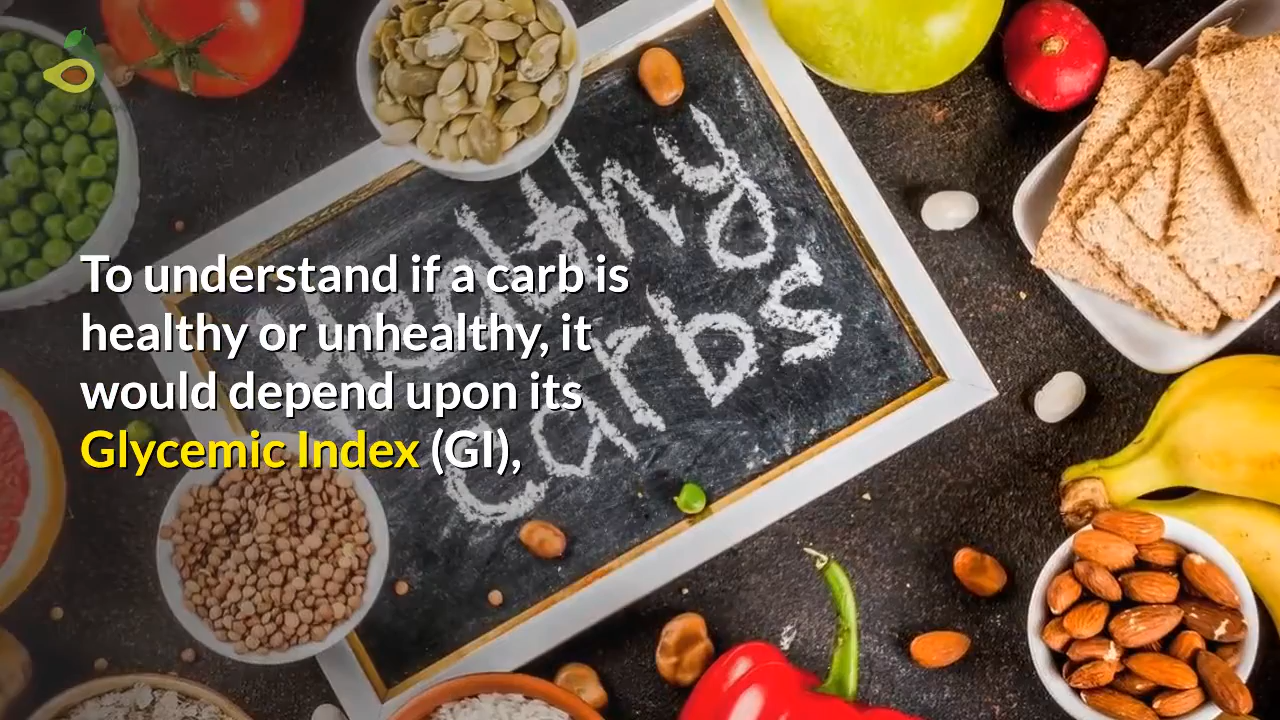 Healthy
carbs
To understand if a carb is
healthy or unhealthy, it
would depend upon its
Glycemic Index (GI),